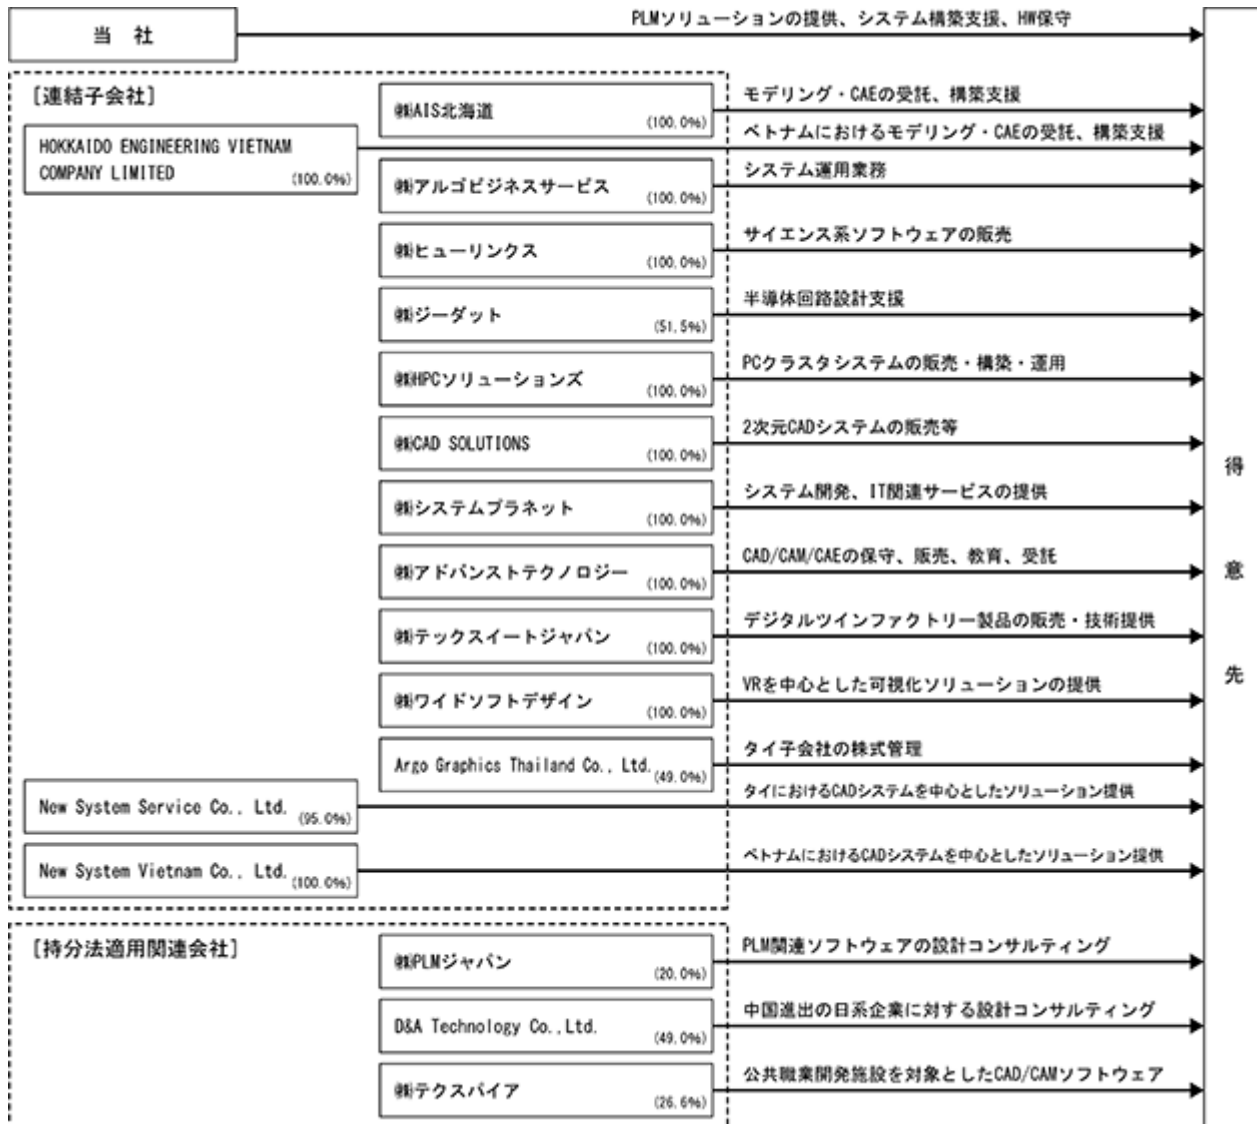 当 社
PLMソリューションの提供、システム構築支援、HW保守
[連結子会社]
㈱AIS北海道
(100.0%)
モデリング・CAEの受託、構築支援
HOKKAIDO ENGINEERING VIETNAM
COMPANY LIMITED
(100.0%)
ベトナムにおけるモデリング・CAEの受託、構築支援
㈱アルゴビジネスサービス
(100.0%)
システム運用業務
㈱ヒューリンクス
(100.0%)
サイエンス系ソフトウェアの販売
㈱ジーダット
(51.5%)
半導体回路設計支援
㈱HPCソリューションズ
(100.0%)
PCクラスタシステムの販売・構築・運用
㈱CAD SOLUTIONS
(100.0%)
2次元CADシステムの販売等
㈱システムプラネット
(100.0%)
システム開発、IT関連サービスの提供
㈱アドバンストテクノロジー
(100.0%)
CAD/CAM/CAEの保守、販売、教育、受託
㈱テックスイートジャパン
(100.0%)
デジタルツインファクトリー製品の販売・技術提供
㈱ワイドソフトデザイン
(100.0%)
VRを中心とした可視化ソリューションの提供
Argo Graphics Thailand Co., Ltd.
(49.0%)
タイ子会社の株式管理
New System Service Co., Ltd.
(95.0%)
タイにおけるCADシステムを中心としたソリューション提供
New System Vietnam Co., Ltd.
(100.0%)
ベトナムにおけるCADシステムを中心としたソリューション提供
[持分法適用関連会社]
㈱PLMジャパン
(20.0%)
PLM関連ソフトウェアの設計コンサルティング
D&A Technology Co.,Ltd.
(49.0%)
中国進出の日系企業に対する設計コンサルティング
㈱テクスパイア
(26.6%)
公共職業開発施設を対象としたCAD/CAMソフトウェア
得意先